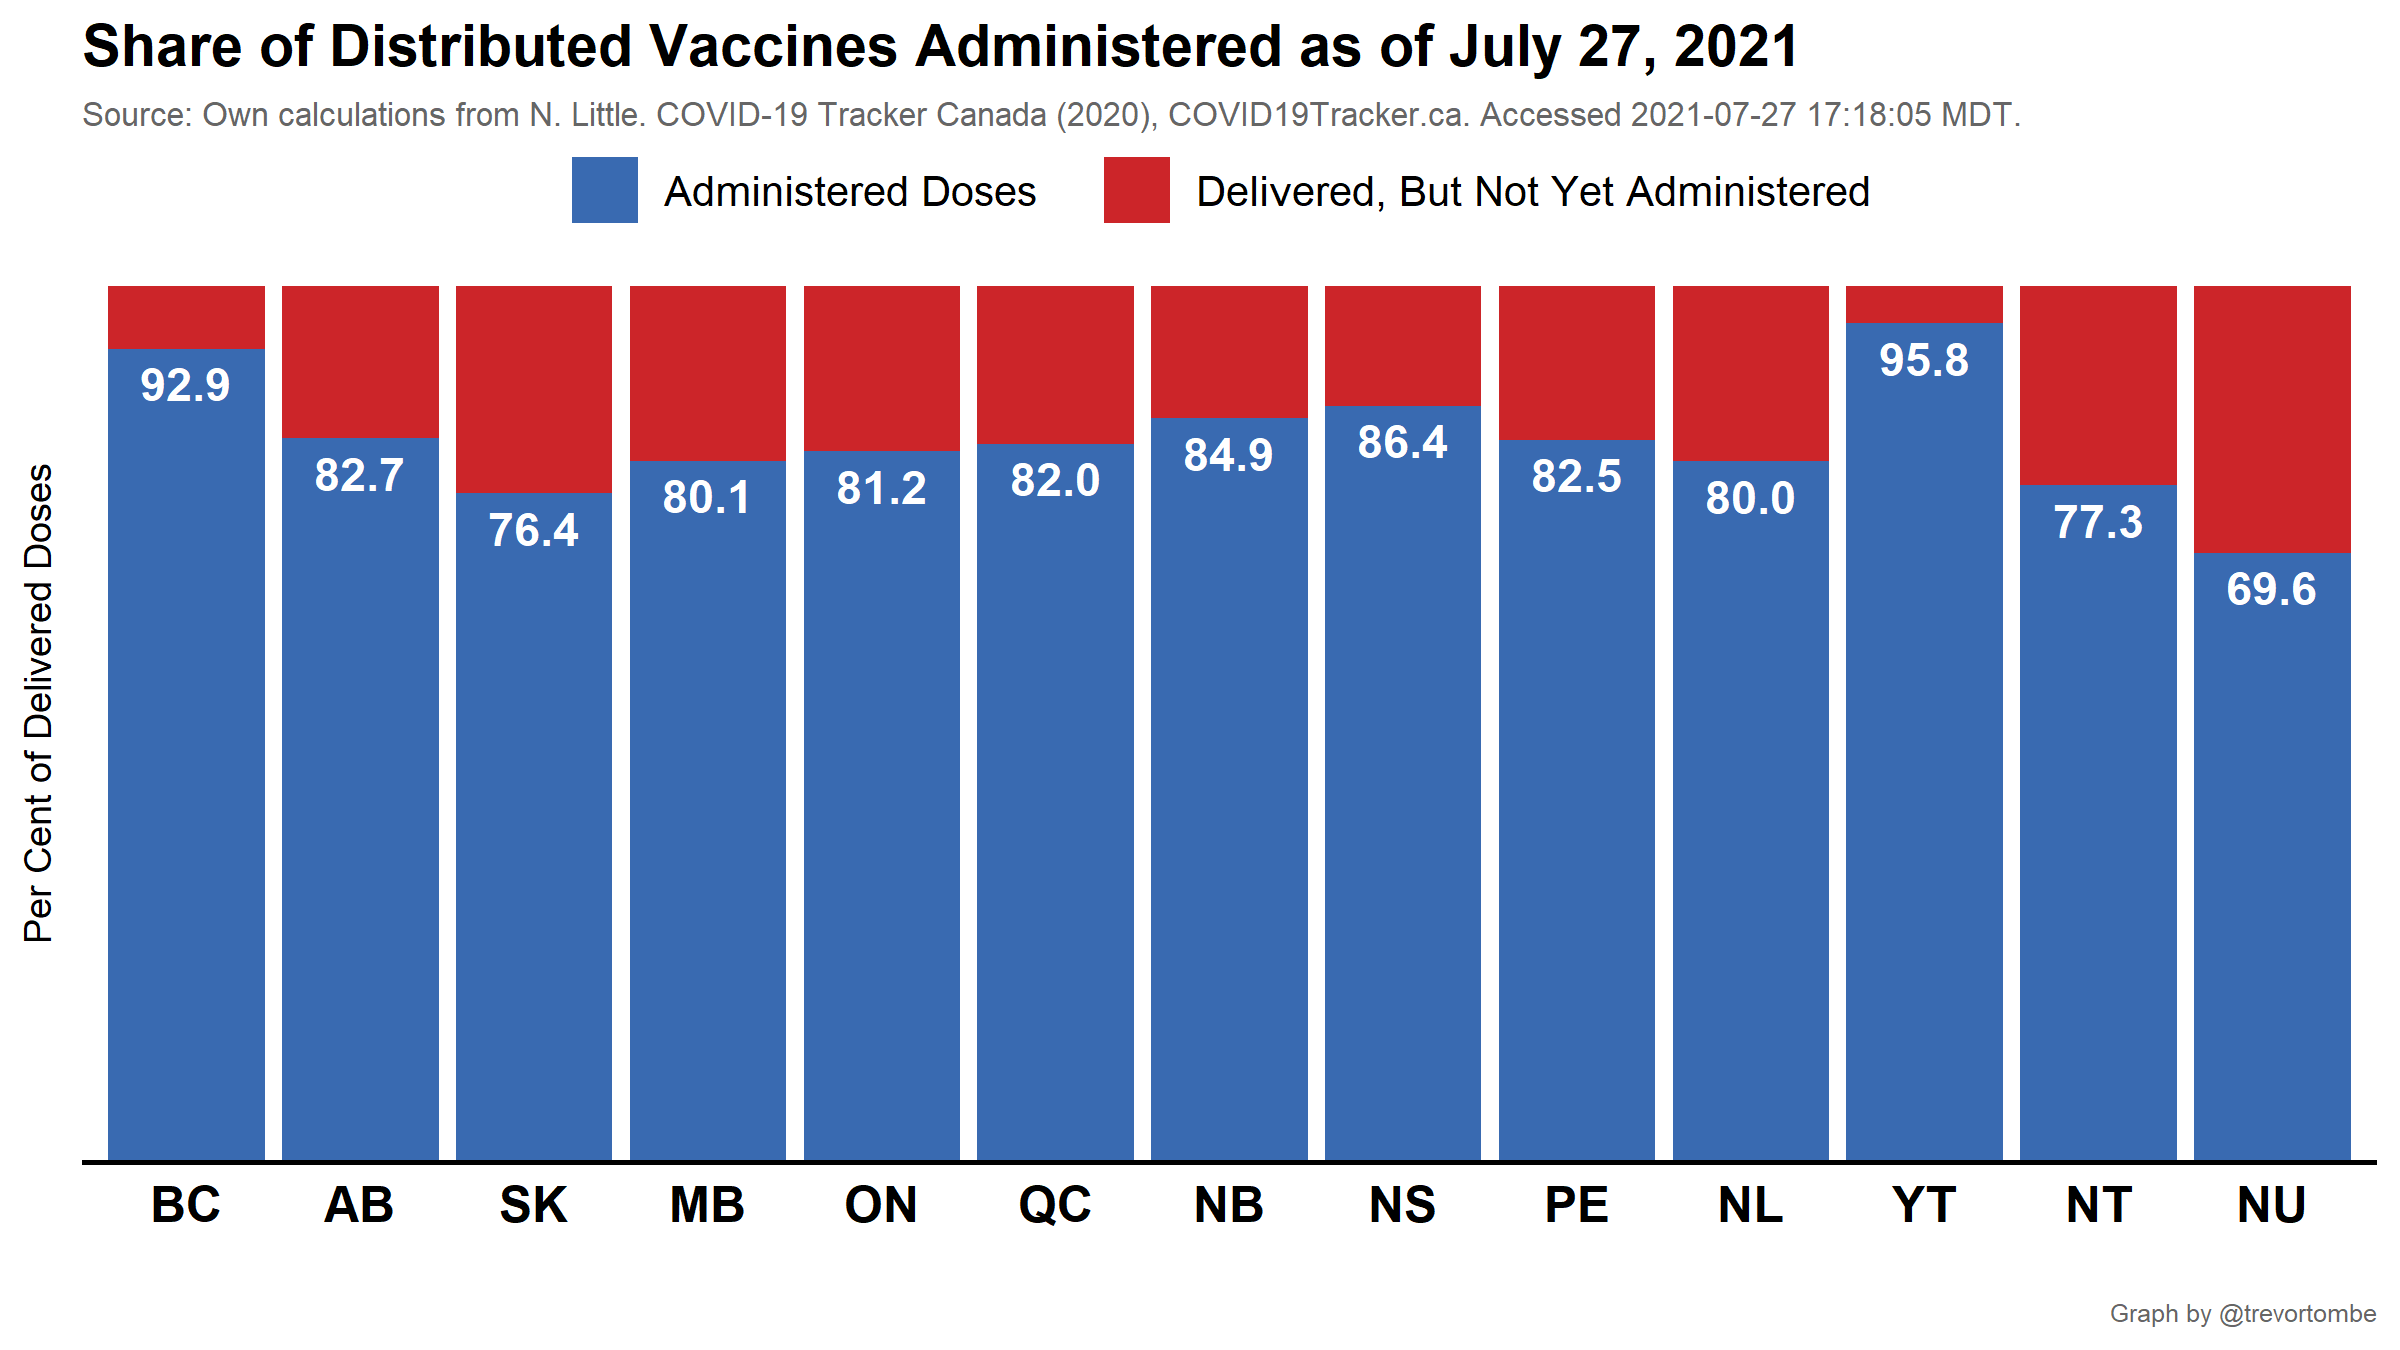 Share of Distributed Vaccines Administered as of July 27, 2021
Source: Own calculations from N. Little. COVID-19 Tracker Canada (2020), COVID19Tracker.ca. Accessed 2021-07-27 17:18:05 MDT.
Administered Doses
Delivered, But Not Yet Administered
Per Cent of Delivered Doses
92.9
82.7
76.4
80.1
81.2
82.0
84.9
86.4
82.5
80.0
95.8
77.3
69.6
BC AB SK MB ON QC NB NS PE NL YT NT NU
Graph by @trevortombe